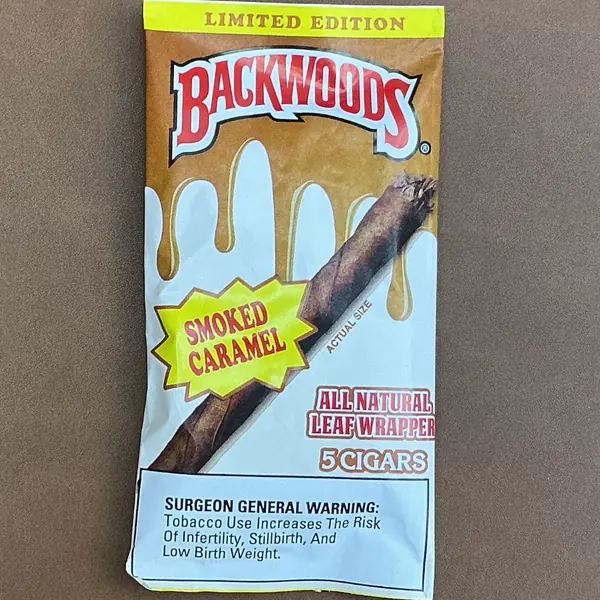 LIMITED EDITION
BACKWOODS
®
SMOKED
CARAMEL
ACTUAL SIZE
ALL NATURAL
LEAF WRAPPER
5 CIGARS
SURGEON GENERAL WARNING:
Tobacco Use Increases The Risk
Of Infertility, Stillbirth, And
Low Birth Weight.